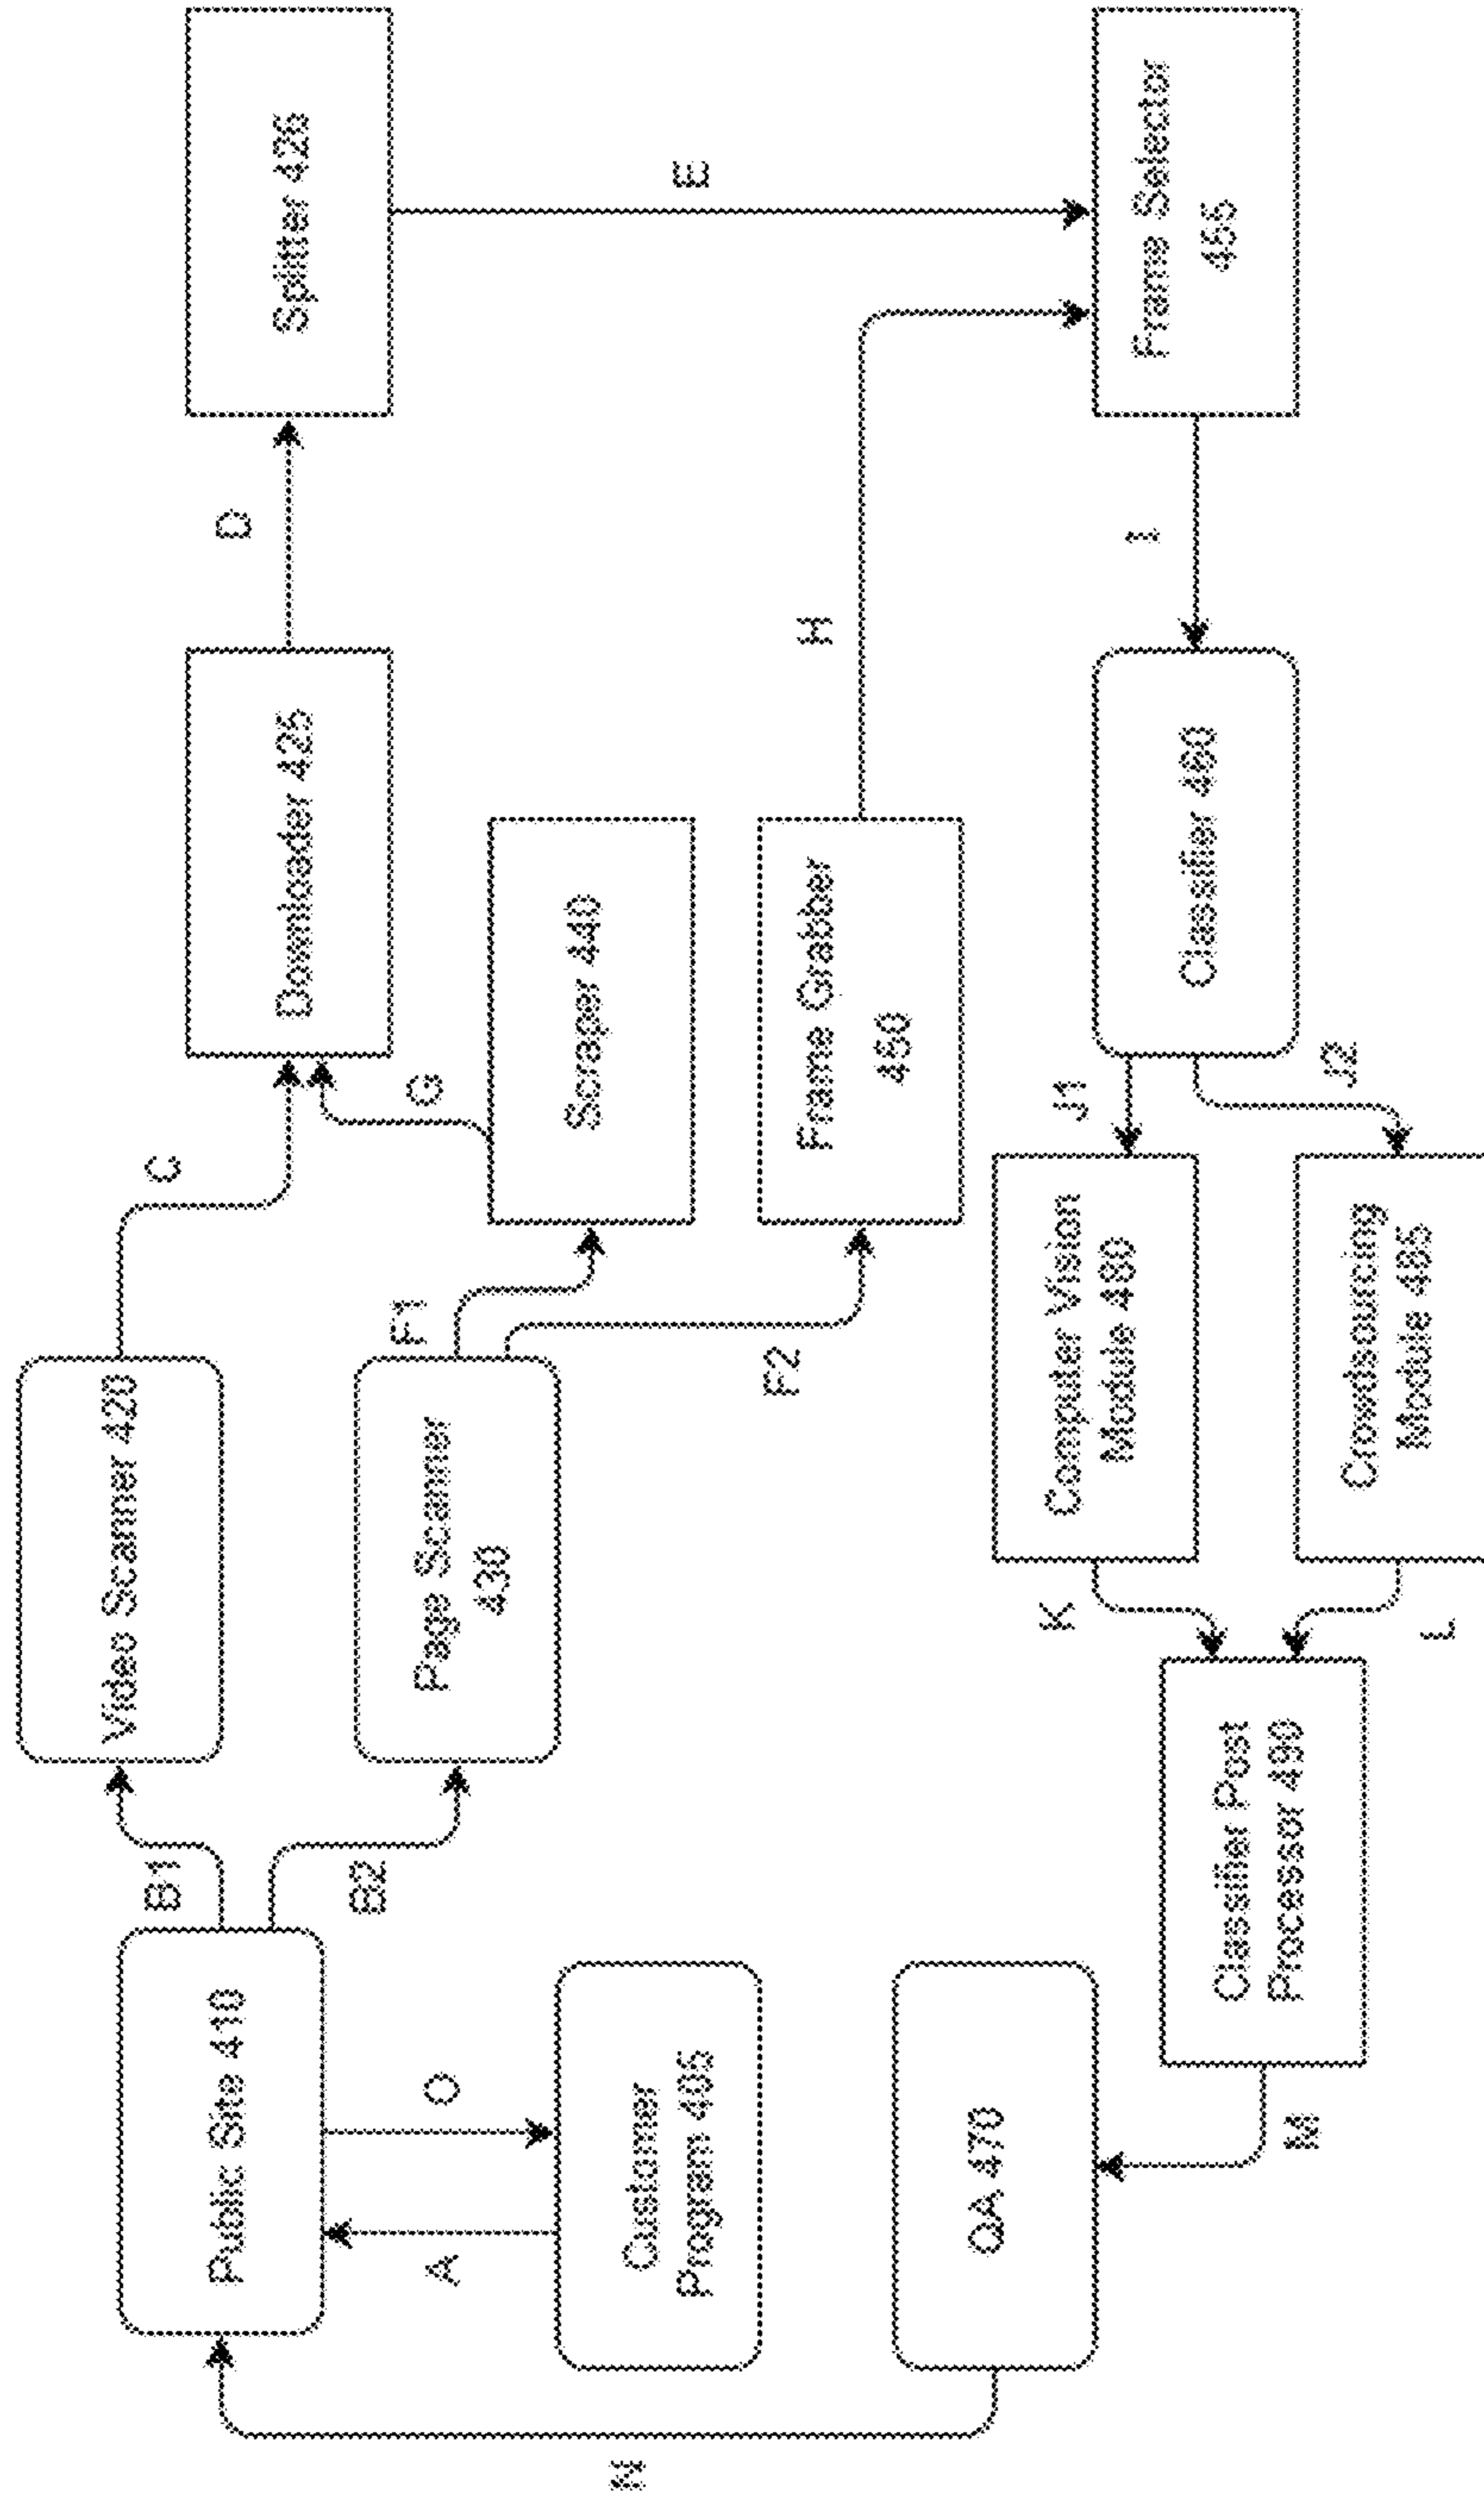 Video Scanner 420
B1
C
Public Site 410
Downloader 425
D
Splitter 426
B2
F1
G
Page Scanner
430
Scraper 440
A
O
E
Customer
Program 405
F2
H
Frame Grabber
450
N
QA 470
K
J1
Computer Vision
Module 480
I
Frame Selector
455
Classifier 460
Classifier Post
Processor 490
M
L
J2
Crowdsourcing
Module 485